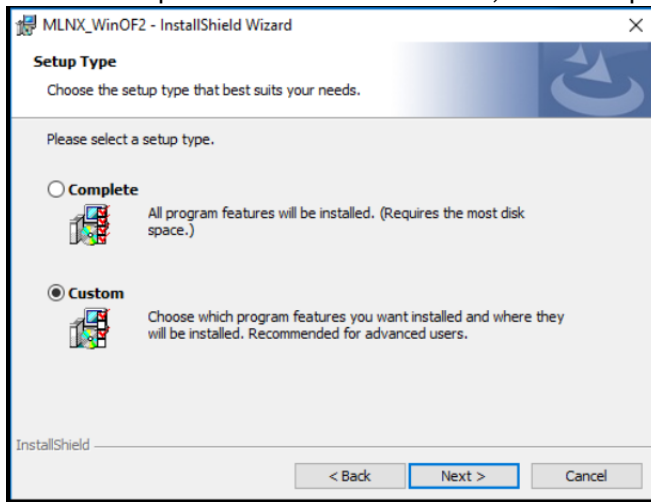 MLNX_WinOF2 - InstallShield Wizard
Setup Type
Choose the setup type that best suits your needs.
Please select a setup type.
Complete
All program features will be installed. (Requires the most disk
space.)
Custom
Choose which program features you want installed and where they
will be installed. Recommended for advanced users.
InstallShield
< Back Next > Cancel